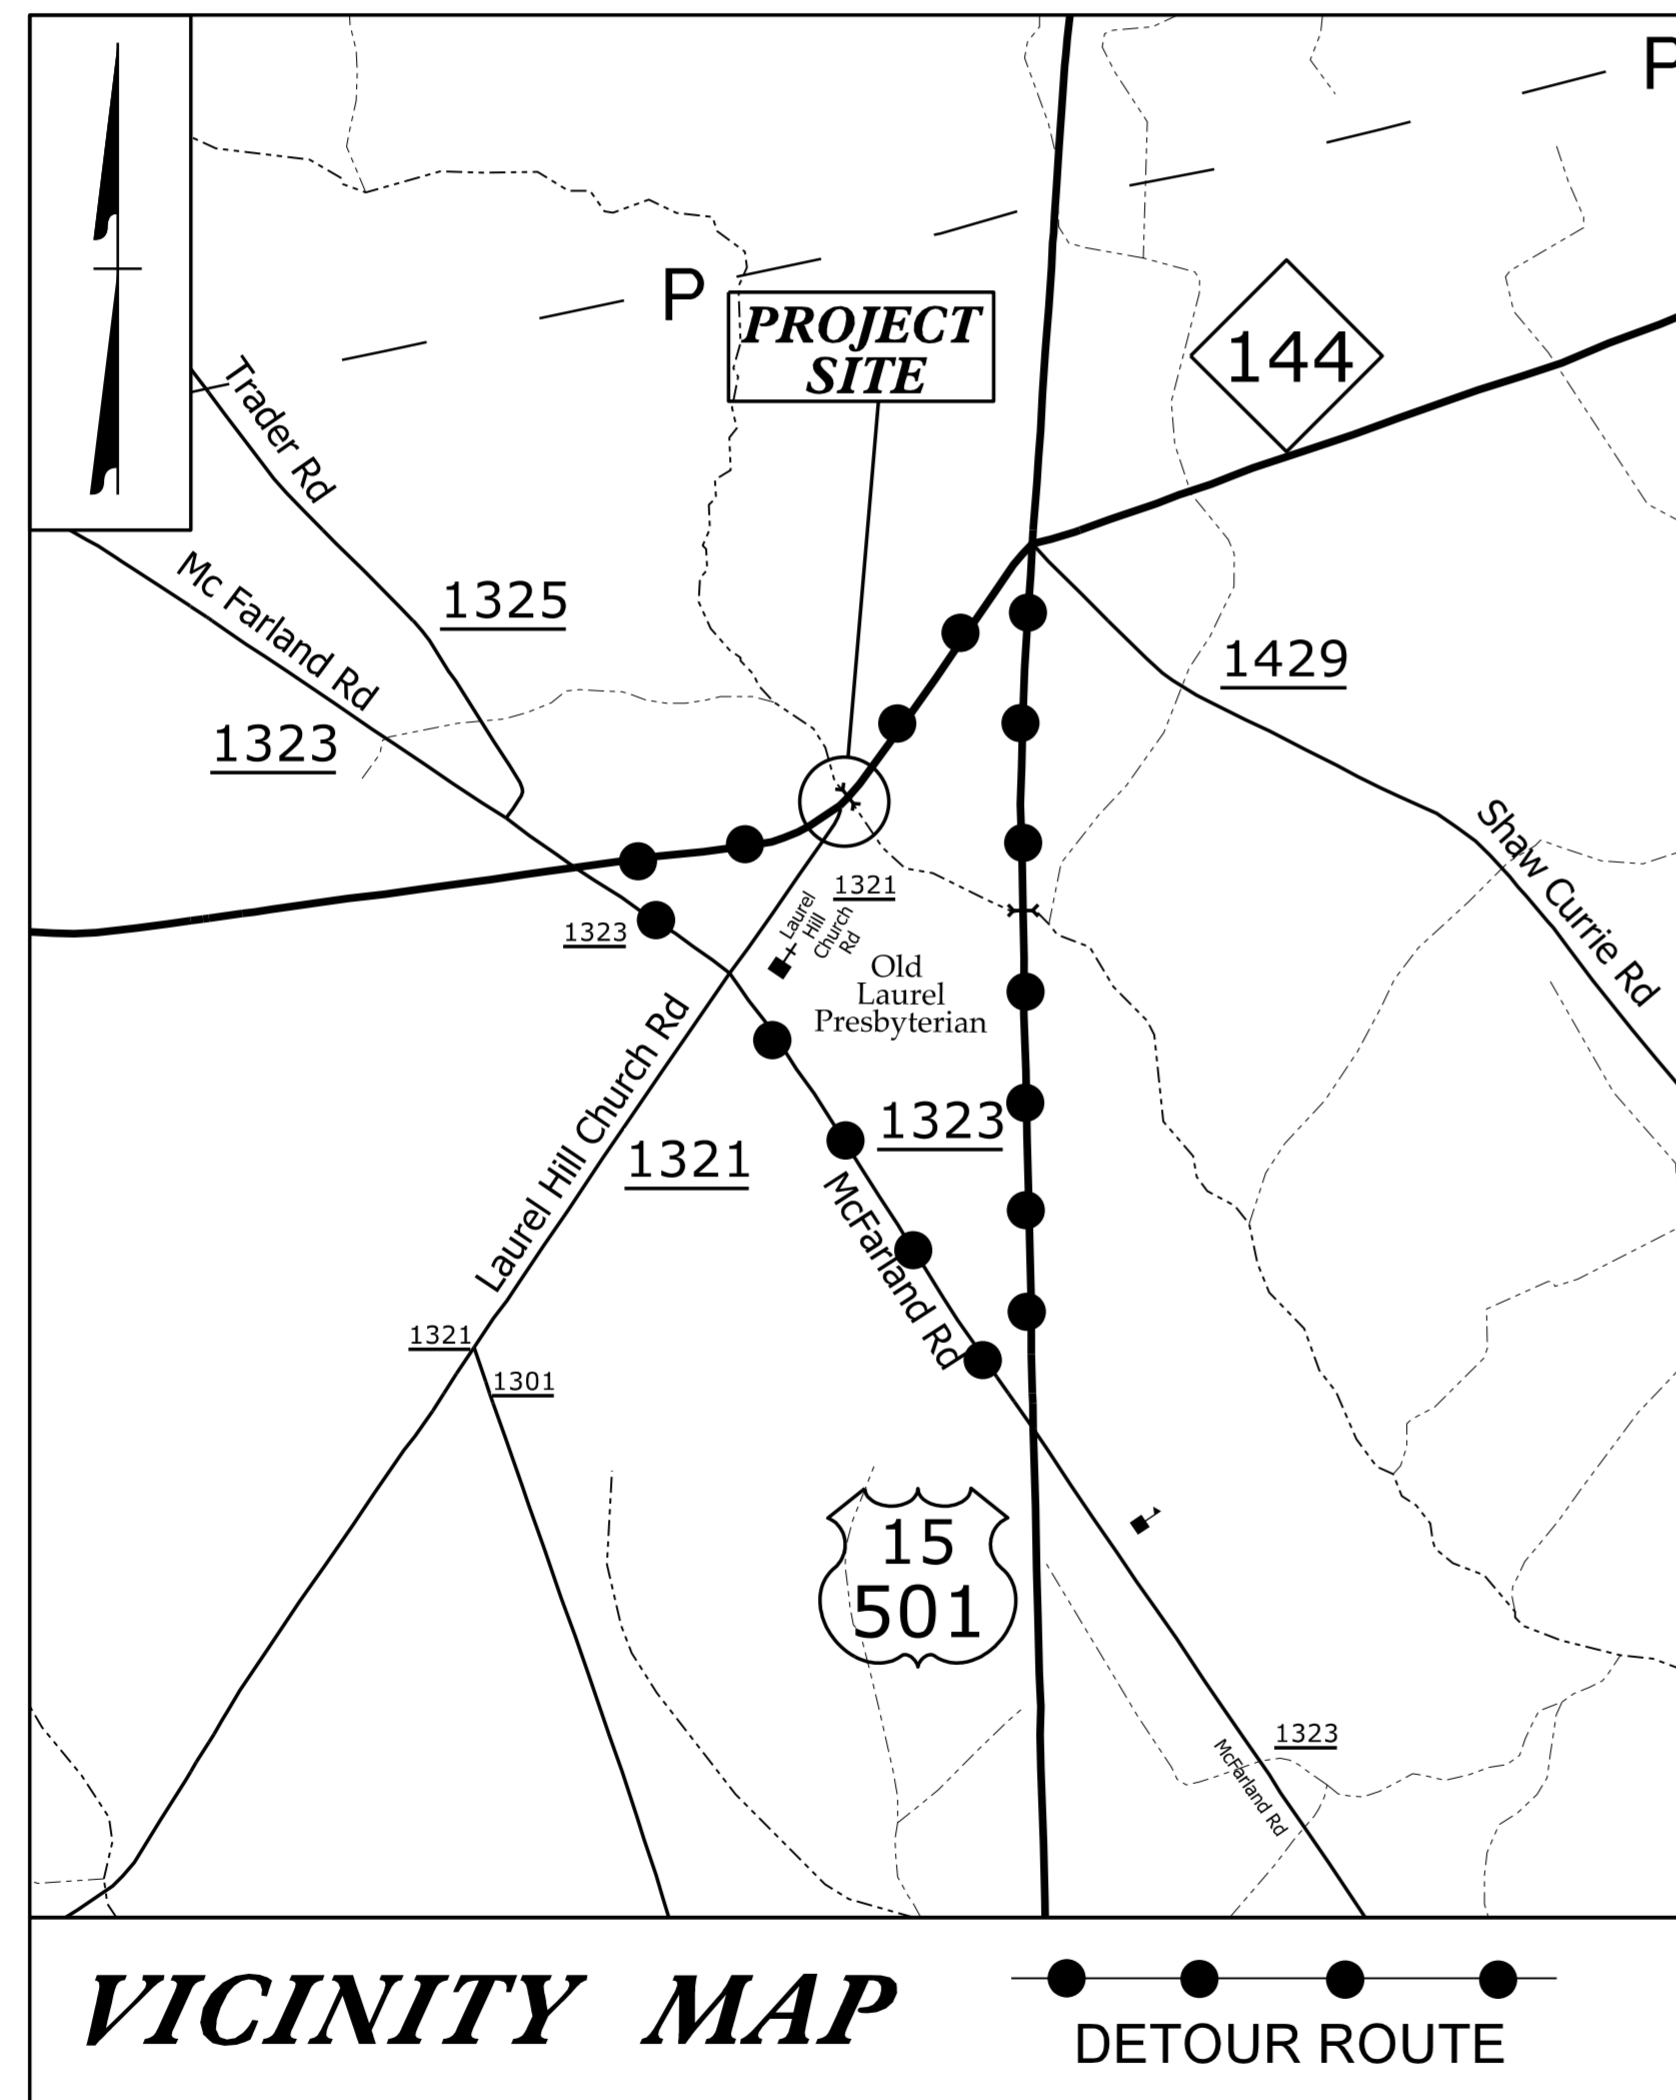 P
P
PROJECT
SITE
144
Trader Rd
Mc Farland Rd
1325
1323
1429
Shaw Currie Rd
1321
1323
Laurel
Hill
Church
Rd
Old
Laurel
Presbyterian
Laurel Hill Church Rd
1323
1321
McFarland Rd
1321
1301
15
501
1323
McFarland Rd
VICINITY MAP
DETOUR ROUTE